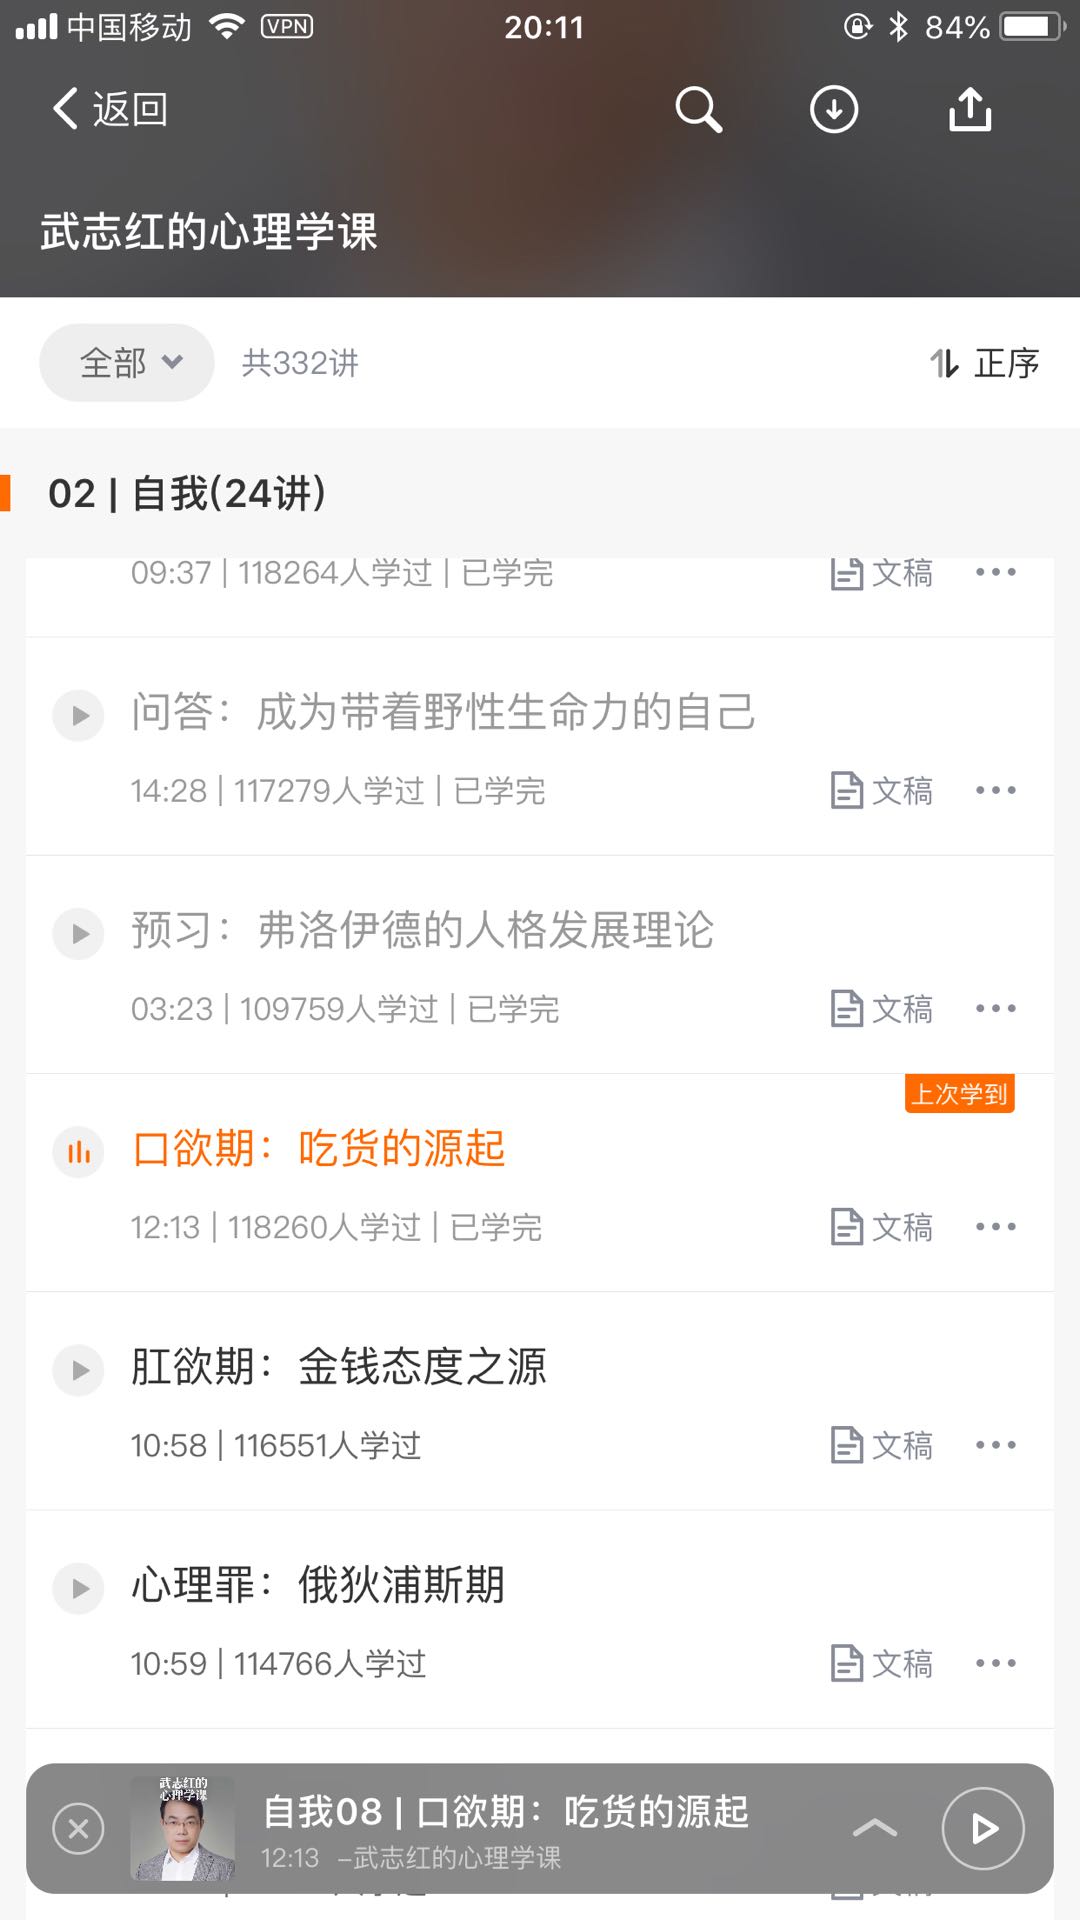 中国移动 VPN 20:11 84%
返回
武志红的心理学课
全部 共332讲 正序
02 | 自我(24讲)
09:37 | 118264人学过 | 已学完 文稿
问答：成为带着野性生命力的自己
14:28 | 117279人学过 | 已学完 文稿
预习：弗洛伊德的人格发展理论
03:23 | 109759人学过 | 已学完 文稿
上次学到
口欲期：吃货的源起
12:13 | 118260人学过 | 已学完 文稿
肛欲期：金钱态度之源
10:58 | 116551人学过 文稿
心理罪：俄狄浦斯期
10:59 | 114766人学过 文稿
武志红的
心理学课
自我08 | 口欲期：吃货的源起
12:13 –武志红的心理学课